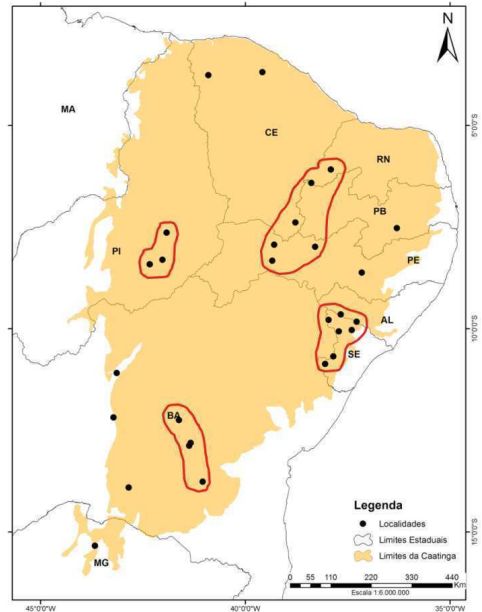 N
MA
CE
RN
PB
PI
PE
AL
SE
BA
MG
5°0'0"S
10°0'0"S
15°0'0"S
Legenda
Localidades
Limites Estaduais
Limites da Caatinga
0 55 110 220 330 440
Km
Escala 1:6.000.000
45°0'0"W
40°0'0"W
35°0'0"W